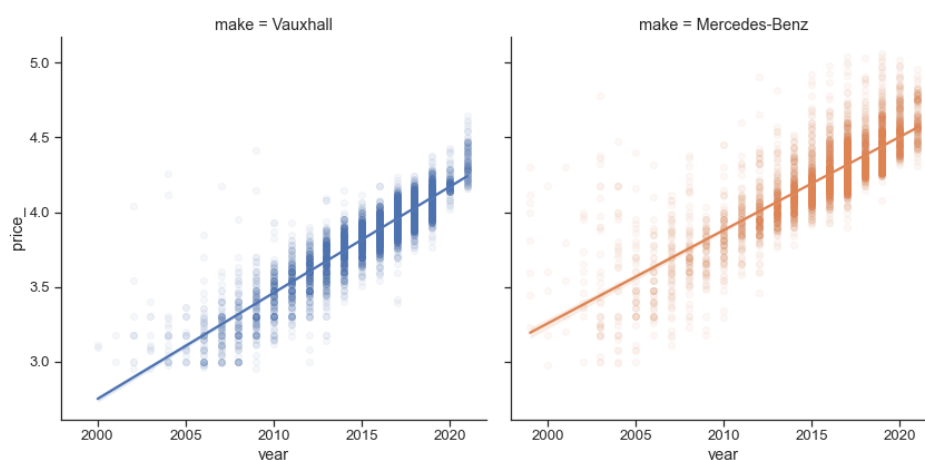 make = Vauxhall
make = Mercedes-Benz
5.0
4.5
4.0
3.5
3.0
price_
2000 2005 2010 2015 2020
2000 2005 2010 2015 2020
year
year